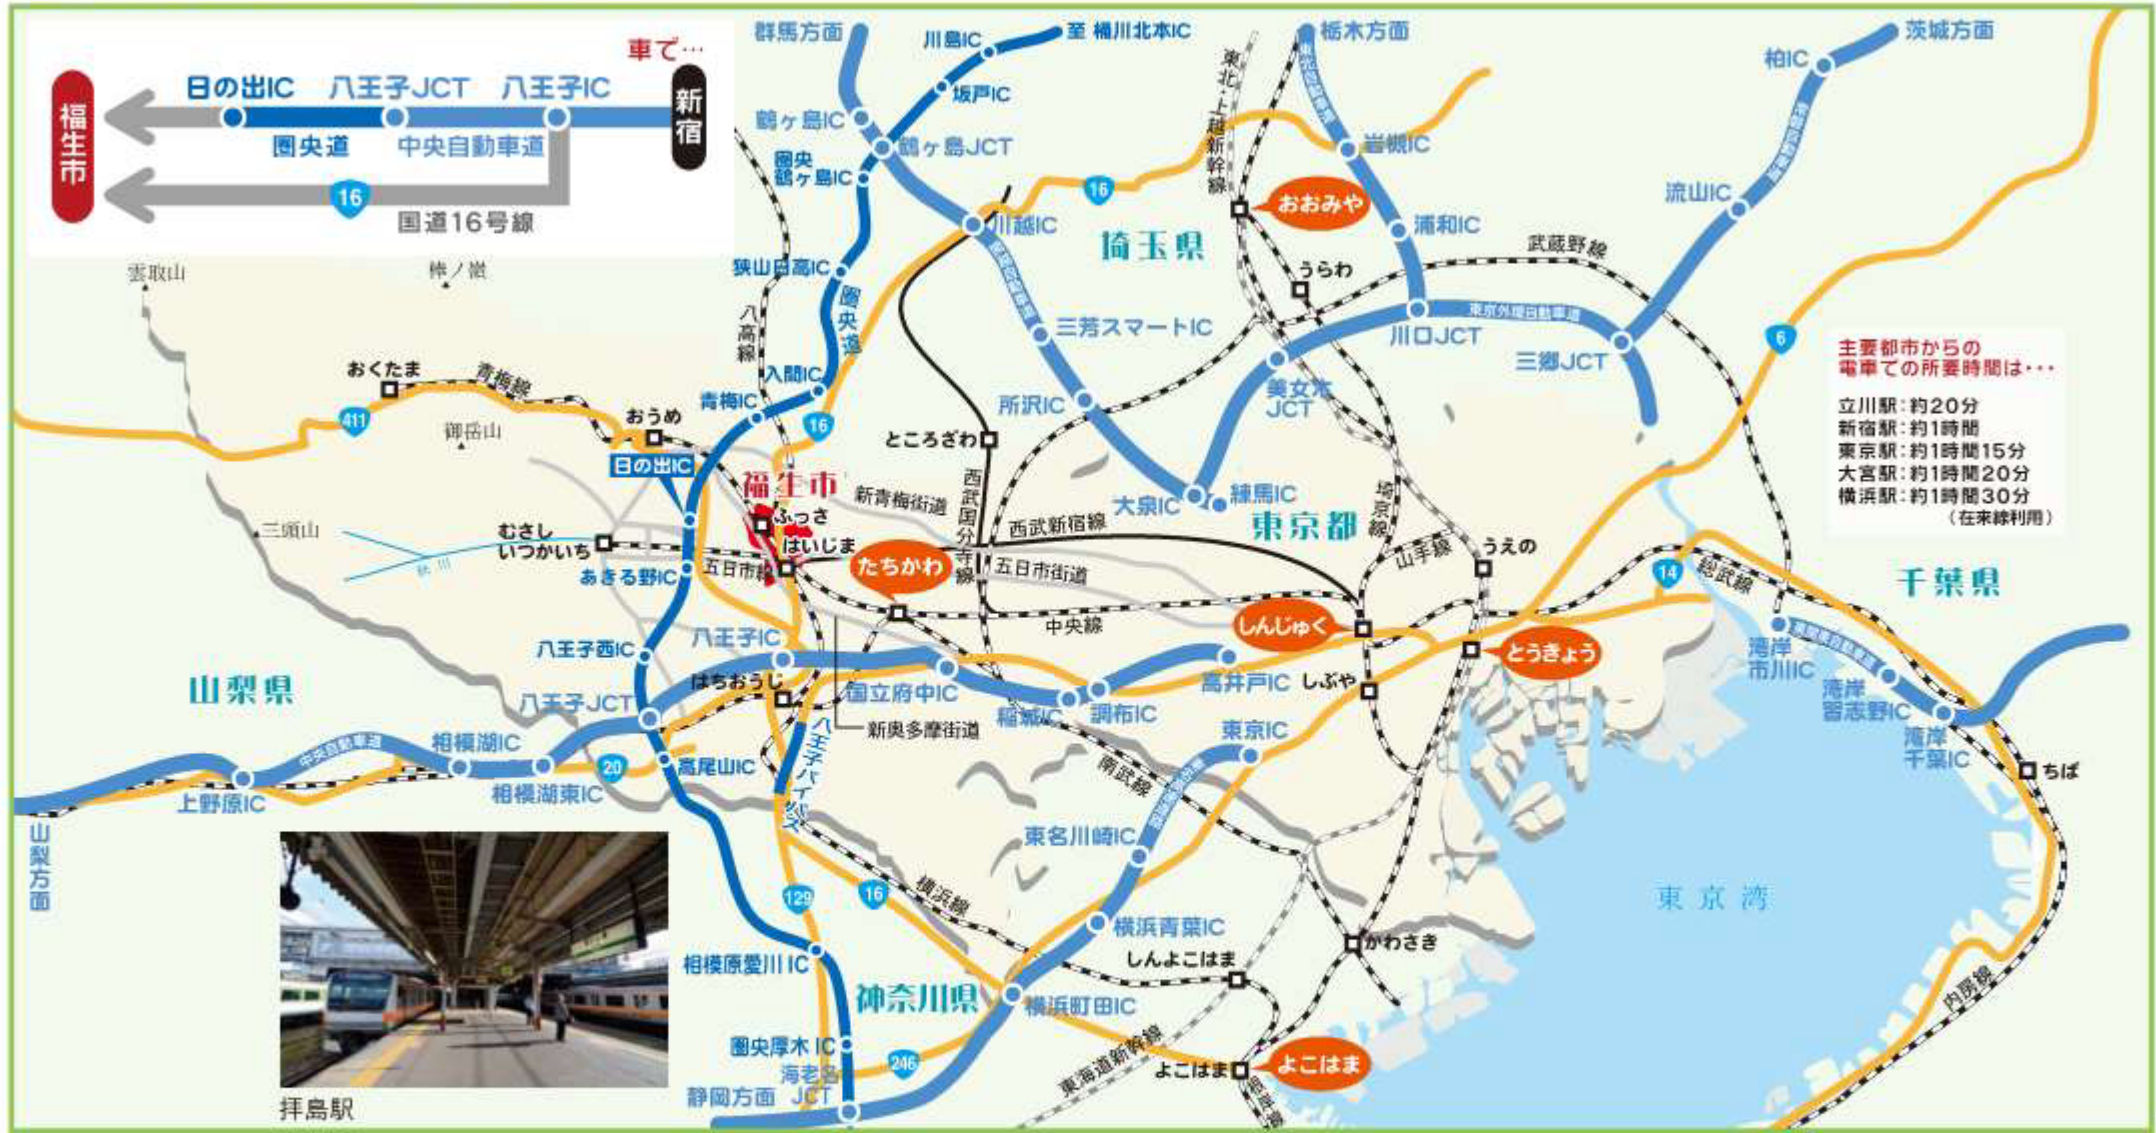 車で…
福生市
日の出IC
八王子JCT
八王子IC
新宿
圏央道
中央自動車道
16
国道16号線
群馬方面
川島IC
至 桶川北本IC
坂戸IC
鶴ヶ島IC
鶴ヶ島JCT
圏央
鶴ヶ島IC
川越IC
狭山日高IC
圏央道
八高線
入間IC
青梅IC
16
16
東北・上越新幹線
栃木方面
岩槻IC
おおみや
浦和IC
埼玉県
うらわ
武蔵野線
川口JCT
東京外環自動車道
三郷JCT
美女木
JCT
三芳スマートIC
所沢IC
大泉IC
練馬IC
茨城方面
柏IC
流山IC
6
主要都市からの
電車での所要時間は・・・
立川駅：約20分
新宿駅：約1時間
東京駅：約1時間15分
大宮駅：約1時間20分
横浜駅：約1時間30分
（在来線利用）
雲取山
棒ノ嶺
おくたま
青梅線
411
御岳山
おうめ
三頭山
日の出IC
福生市
ふっさ
はいじま
むさし
いつかいち
秋川
あきる野IC
五日市線
たちかわ
新青梅街道
ところざわ
西武国分寺線
西武新宿線
五日市街道
中央線
東京都
埼京線
山手線
うえの
しんじゅく
とうきょう
しぶや
14
総武線
千葉県
湾岸
市川IC
湾岸
習志野IC
湾岸
千葉IC
ちば
内房線
東京湾
山梨県
八王子西IC
八王子IC
八王子JCT
はちおうじ
国立府中IC
稲城IC
調布IC
高井戸IC
新奥多摩街道
八王子バイパス
中央自動車道
上野原IC
相模湖IC
相模湖東IC
20
高尾山IC
山梨方面
東京IC
南武線
東名川崎IC
129
16
横浜線
横浜青葉IC
かわさき
しんよこはま
相模原愛川IC
神奈川県
横浜町田IC
圏央厚木IC
海老名
JCT
246
静岡方面
東海道新幹線
よこはま
よこはま
根岸線
拝島駅